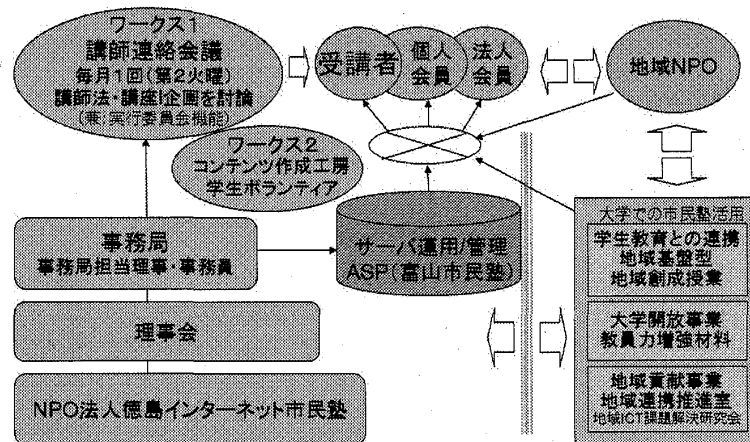 ワークス1
講師連絡会議
毎月1回(第2火曜)
講師法・講座企画を討論
(兼:実行委員会機能)
受講者
個人
会員
法人
会員
地域NPO
ワークス2
コンテンツ作成工房
学生ボランティア
事務局
事務局担当理事・事務員
サーバ運用/管理
ASP(富山市民塾)
理事会
NPO法人徳島インターネット市民塾
大学での市民塾活用
学生教育との連携
地域基盤型
地域創成授業
大学開放事業
教員力増強材料
地域貢献事業
地域連携推進室
地域ICT課題解決研究会